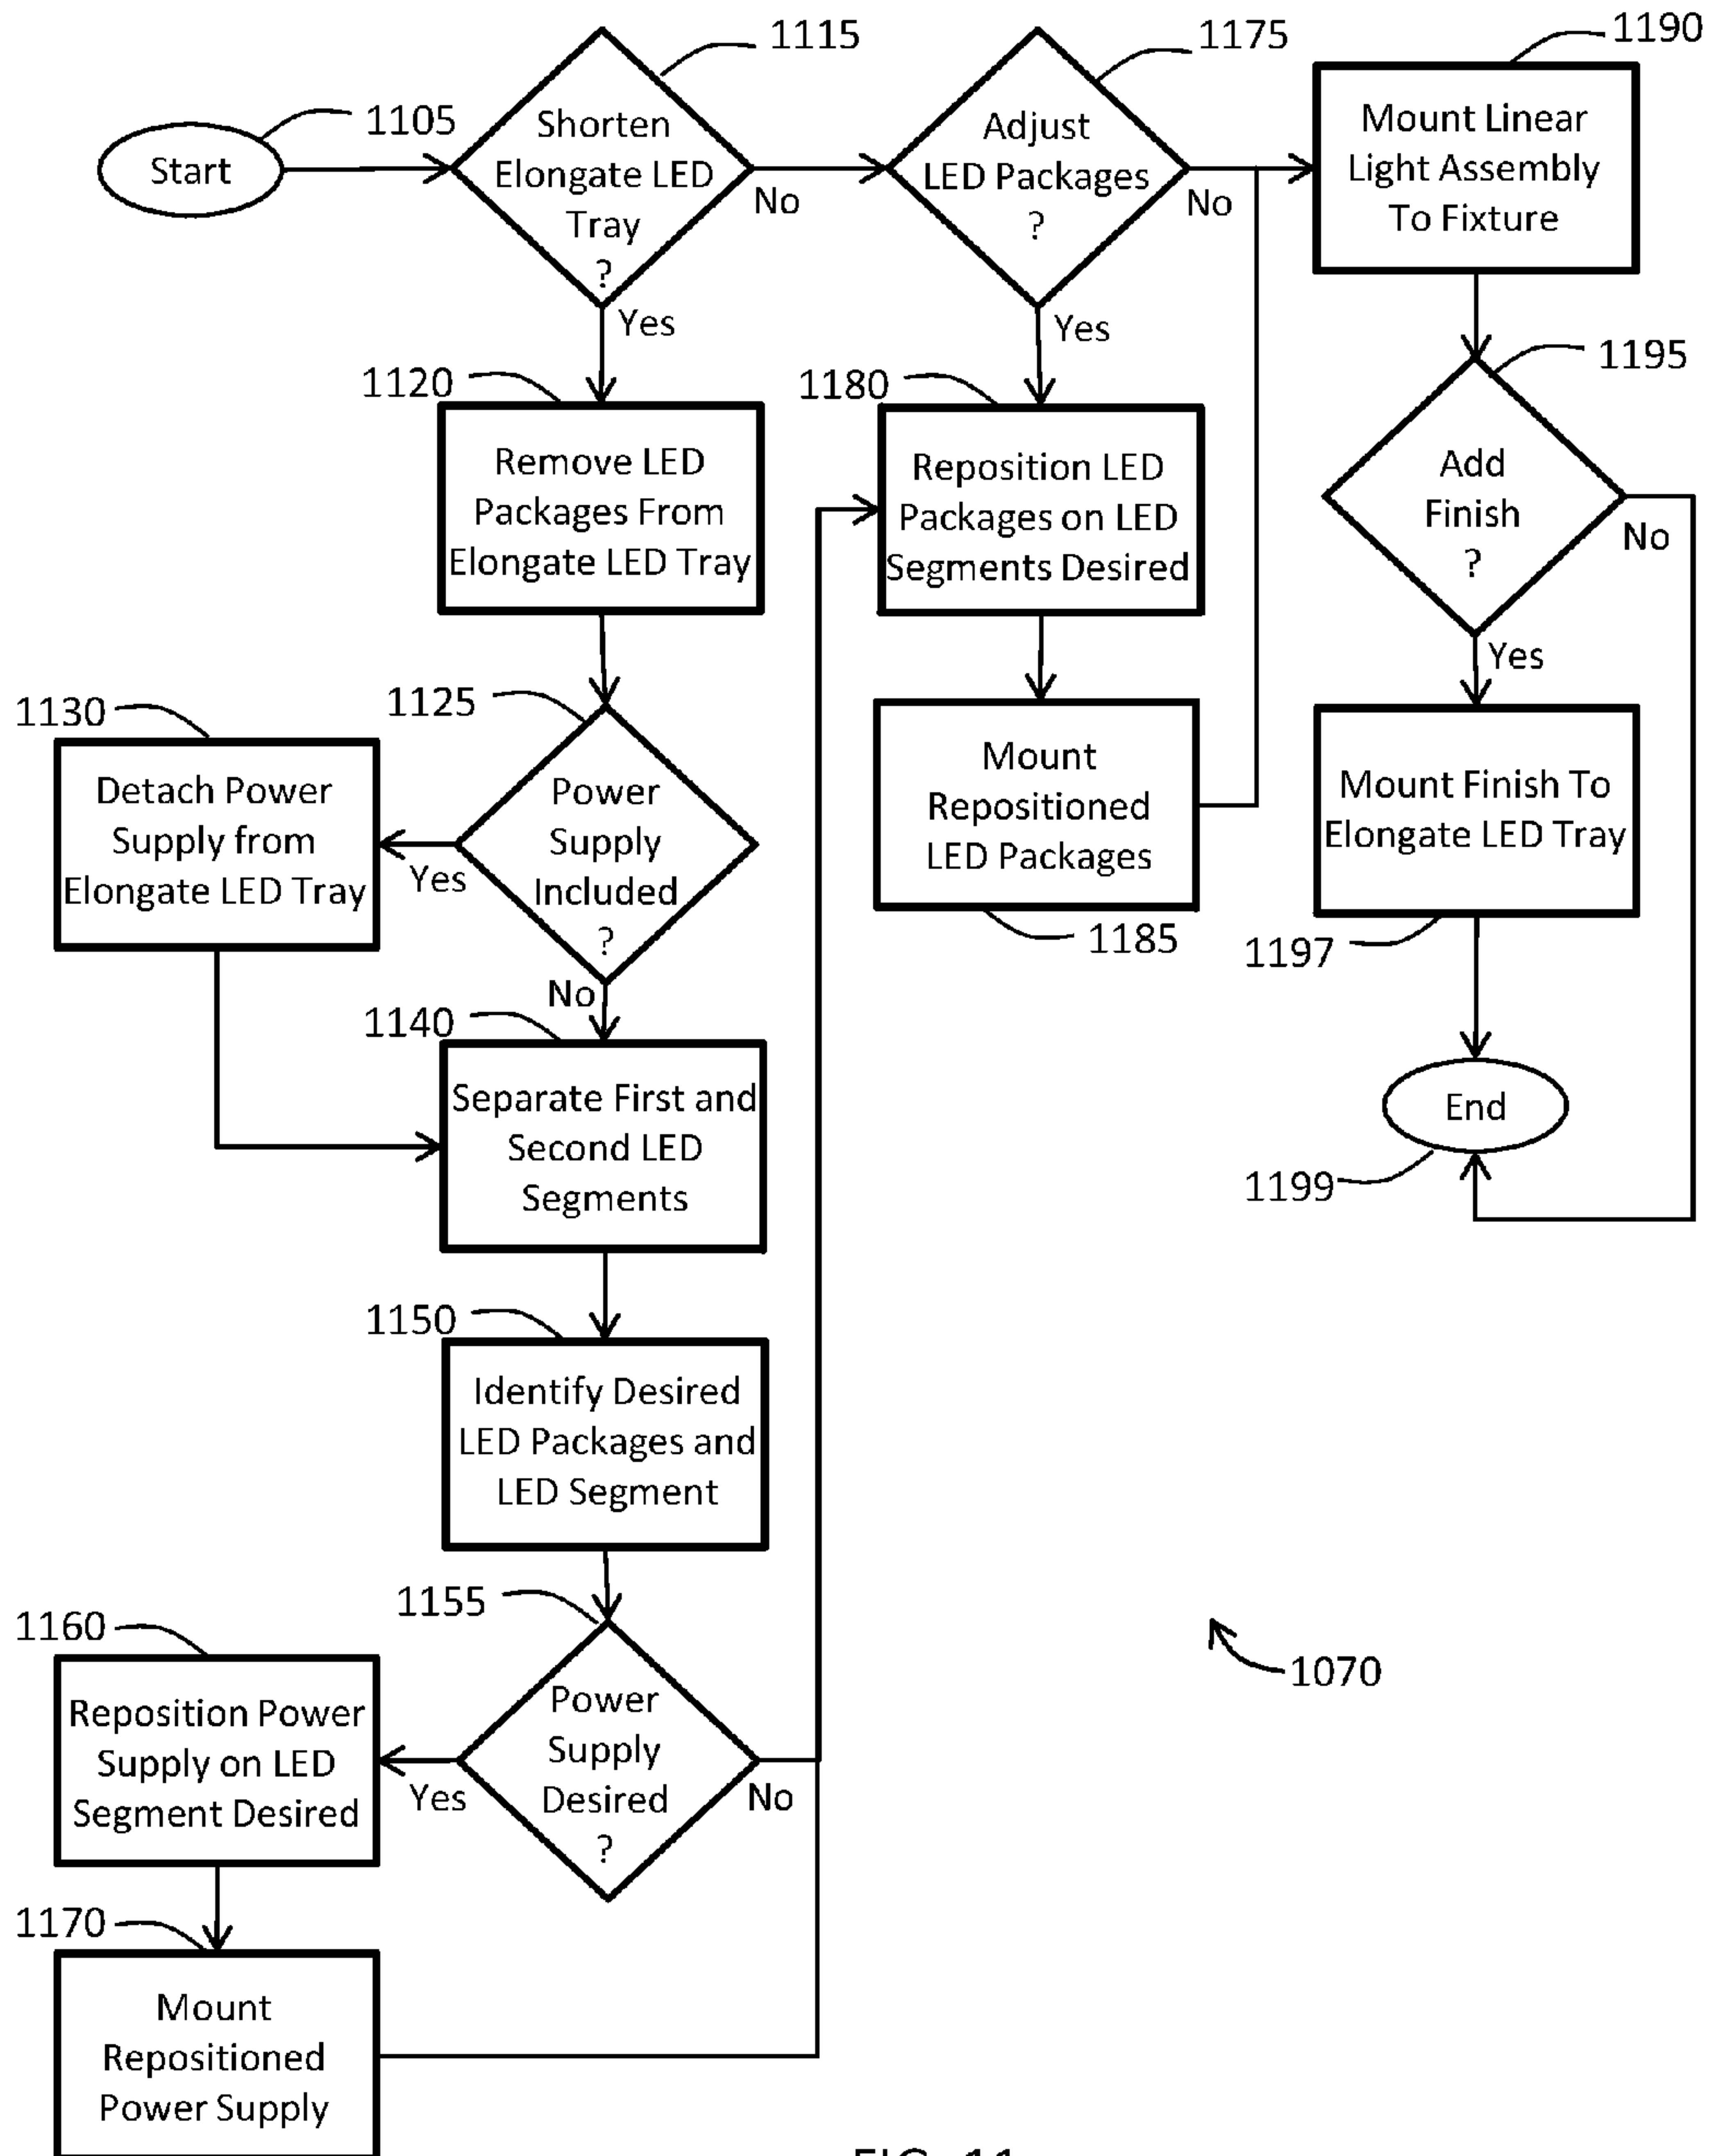 1105
Start
1115
Shorten
Elongate LED
Tray
?
No
Yes
1175
Adjust
LED Packages
?
No
Yes
1190
Mount Linear
Light Assembly
To Fixture
1120
Remove LED
Packages From
Elongate LED Tray
1180
Reposition LED
Packages on LED
Segments Desired
1195
Add
Finish
?
No
Yes
1130
Detach Power
Supply from
Elongate LED Tray
1125
Power
Supply
Included
?
Yes
No
Mount
Repositioned
LED Packages
1185
Mount Finish To
Elongate LED Tray
1197
1140
Separate First and
Second LED
Segments
End
1199
1150
Identify Desired
LED Packages and
LED Segment
1160
Reposition Power
Supply on LED
Segment Desired
1155
Power
Supply
Desired
?
Yes
No
1070
1170
Mount
Repositioned
Power Supply
FIG. 11